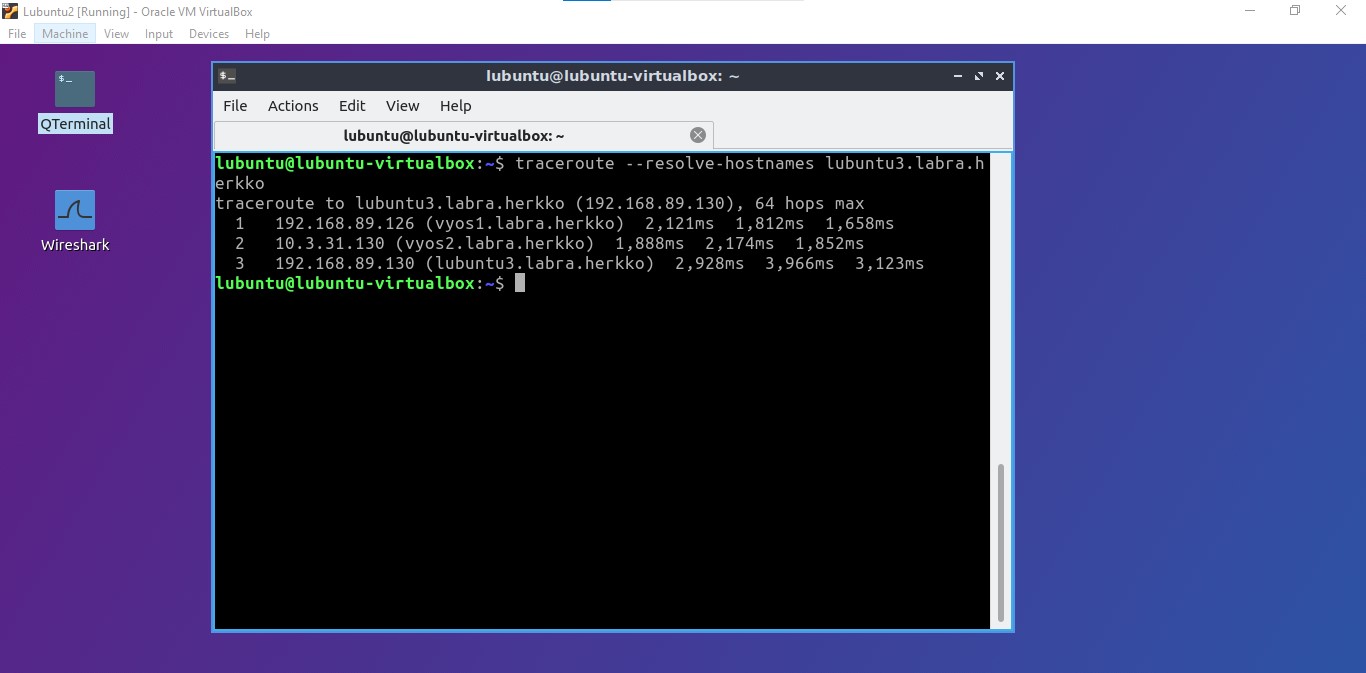 Lubuntu2 [Running] - Oracle VM VirtualBox
File Machine View Input Devices Help
$_
QTerminal
Wireshark
$_ lubuntu@lubuntu-virtualbox: ~
File Actions Edit View Help
lubuntu@lubuntu-virtualbox: ~
lubuntu@lubuntu-virtualbox:~$ traceroute --resolve-hostnames lubuntu3.labra.h
erkko
traceroute to lubuntu3.labra.herkko (192.168.89.130), 64 hops max
1 192.168.89.126 (vyos1.labra.herkko) 2,121ms 1,812ms 1,658ms
2 10.3.31.130 (vyos2.labra.herkko) 1,888ms 2,174ms 1,852ms
3 192.168.89.130 (lubuntu3.labra.herkko) 2,928ms 3,966ms 3,123ms
lubuntu@lubuntu-virtualbox:~$